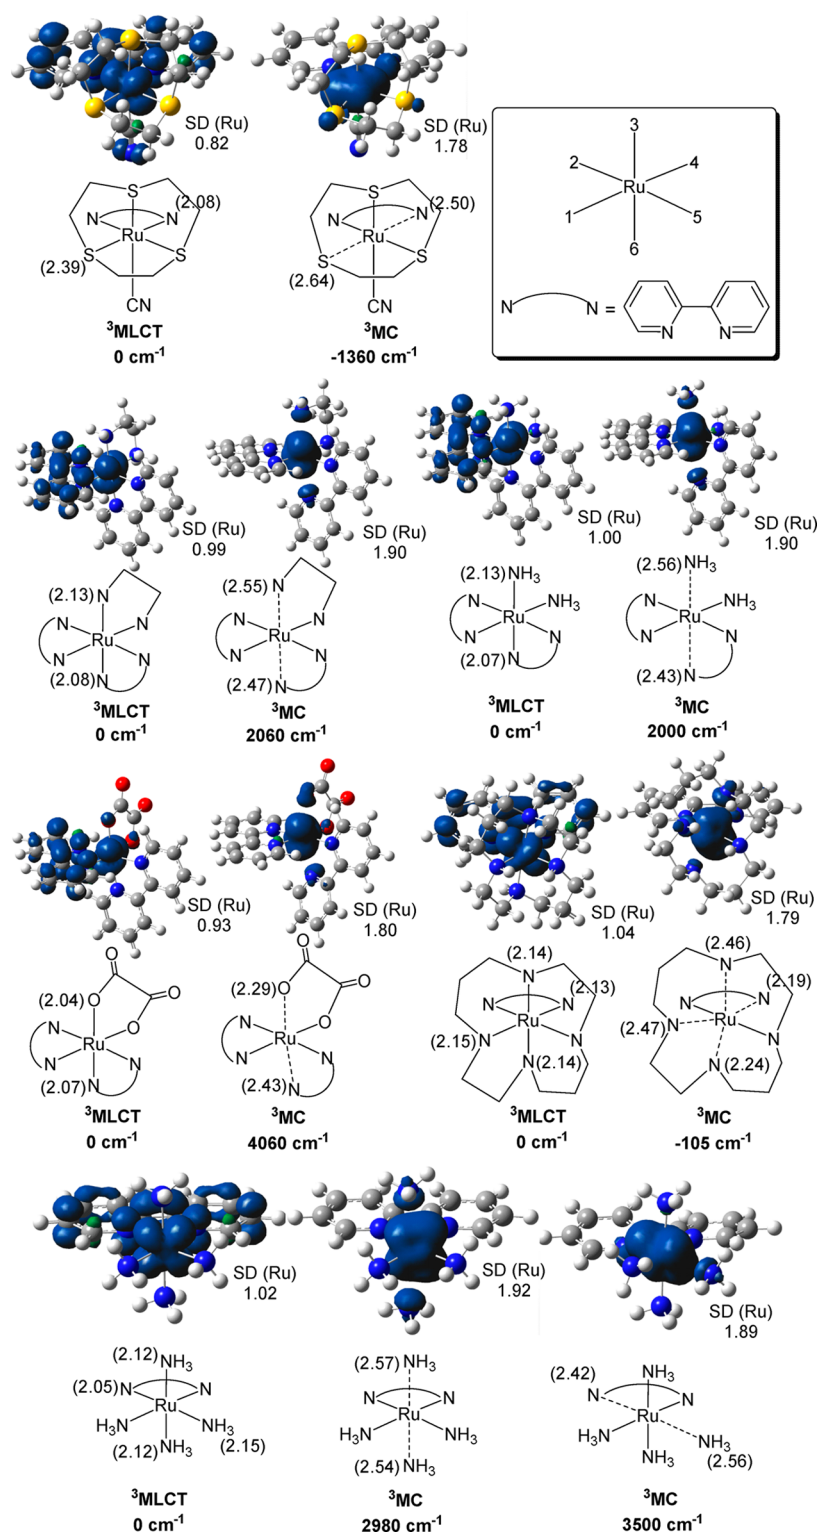 SD (Ru)
0.82
SD (Ru)
1.78
3
2
4
Ru
1
5
6
N
N
=
N
N
S
(2.08)
N
N
Ru
(2.39)
S
S
CN
³MLCT
0 cm⁻¹
S
(2.50)
N
N
Ru
S
S
(2.64)
CN
³MC
-1360 cm⁻¹
SD (Ru)
0.99
SD (Ru)
1.90
SD (Ru)
1.00
SD (Ru)
1.90
(2.13)
N
N
N
Ru
N
N
(2.08)
N
³MLCT
0 cm⁻¹
(2.55)
N
N
N
Ru
N
N
(2.47)
N
³MC
2060 cm⁻¹
(2.13)
NH₃
N
NH₃
Ru
N
N
(2.07)
N
³MLCT
0 cm⁻¹
(2.56)
NH₃
N
NH₃
Ru
N
N
(2.43)
N
³MC
2000 cm⁻¹
SD (Ru)
0.93
SD (Ru)
1.80
SD (Ru)
1.04
SD (Ru)
1.79
O
(2.04)
O
O
N
O
Ru
N
N
(2.07)
N
³MLCT
0 cm⁻¹
O
(2.29)
O
O
N
O
Ru
N
N
(2.43)
N
³MC
4060 cm⁻¹
(2.14)
N
(2.13)
N
N
Ru
(2.15)
N
N
N
(2.14)
³MLCT
0 cm⁻¹
(2.46)
N
(2.19)
N
N
(2.47)
N
Ru
N
N
(2.24)
³MC
-105 cm⁻¹
SD (Ru)
1.02
SD (Ru)
1.92
SD (Ru)
1.89
(2.12)
NH₃
(2.05)
N
N
Ru
H₃N
NH₃
(2.12)
NH₃
(2.15)
³MLCT
0 cm⁻¹
(2.57)
NH₃
N
N
Ru
H₃N
NH₃
(2.54)
NH₃
³MC
2980 cm⁻¹
(2.42)
NH₃
N
N
Ru
H₃N
NH₃
NH₃
(2.56)
³MC
3500 cm⁻¹